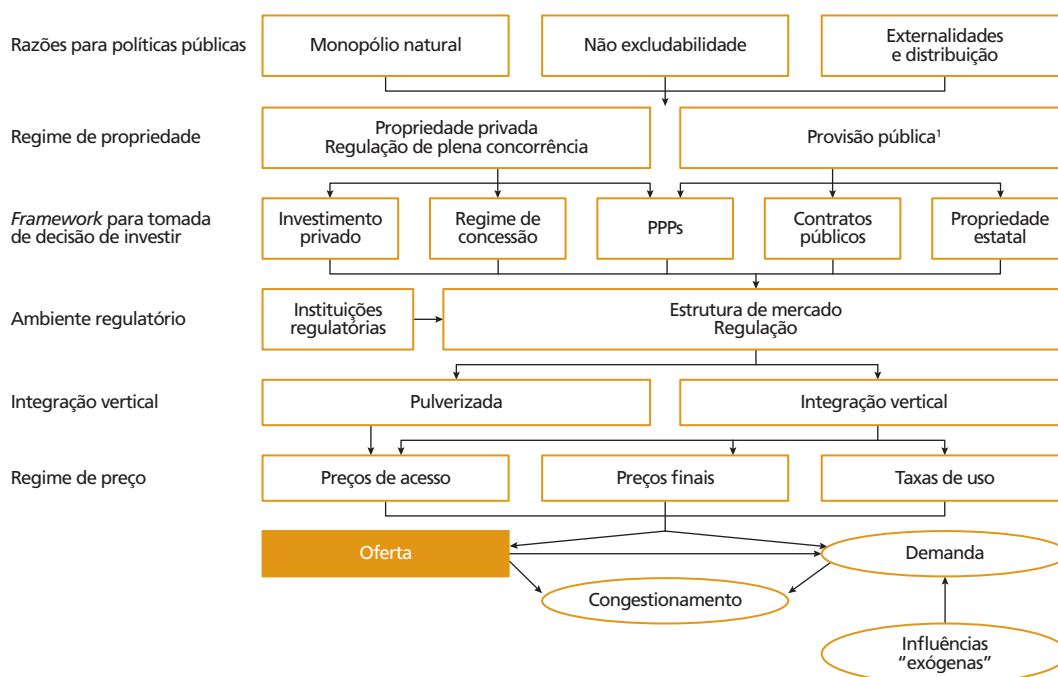 Razões para políticas públicas
Monopólio natural
Não excludabilidade
Externalidades
e distribuição
Regime de propriedade
Propriedade privada
Regulação de plena concorrência
Provisão pública¹
Framework para tomada
de decisão de investir
Investimento
privado
Regime de
concessão
PPPs
Contratos
públicos
Propriedade
estatal
Ambiente regulatório
Instituições
regulatórias
Estrutura de mercado
Regulação
Integração vertical
Pulverizada
Integração vertical
Regime de preço
Preços de acesso
Preços finais
Taxas de uso
Oferta
Demanda
Congestionamento
Influências
"exógenas"